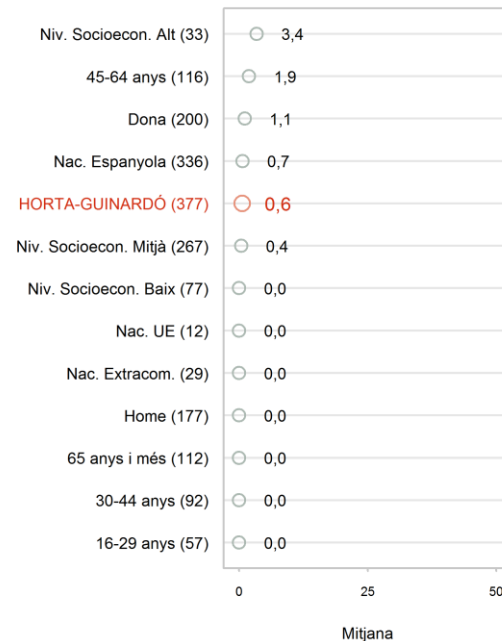 Niv. Socioecon. Alt (33) 3,4
45-64 anys (116) 1,9
Dona (200) 1,1
Nac. Espanyola (336) 0,7
HORTA-GUINARDÓ (377) 0,6
Niv. Socioecon. Mitjà (267) 0,4
Niv. Socioecon. Baix (77) 0,0
Nac. UE (12) 0,0
Nac. Extracom. (29) 0,0
Home (177) 0,0
65 anys i més (112) 0,0
30-44 anys (92) 0,0
16-29 anys (57) 0,0
0 25 50
Mitjana